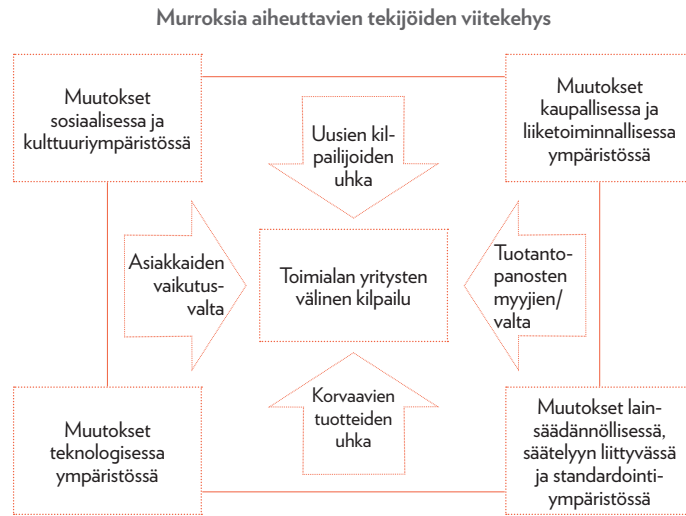 Murroksia aiheuttavien tekijöiden viitekehys
Muutokset
sosiaalisessa ja
kulttuuriympäristössä
Uusien kil-
pailijoiden
uhka
Muutokset
kaupallisessa ja
liiketoiminnallisessa
ympäristössä
Asiakkaiden
vaikutus-
valta
Toimialan yritysten
välinen kilpailu
Tuotanto-
panosten
myyjien/
valta
Muutokset
teknologisessa
ympäristössä
Korvaavien
tuotteiden
uhka
Muutokset lain-
säädännöllisessä,
säätelyyn liittyvässä
ja standardointi-
ympäristössä